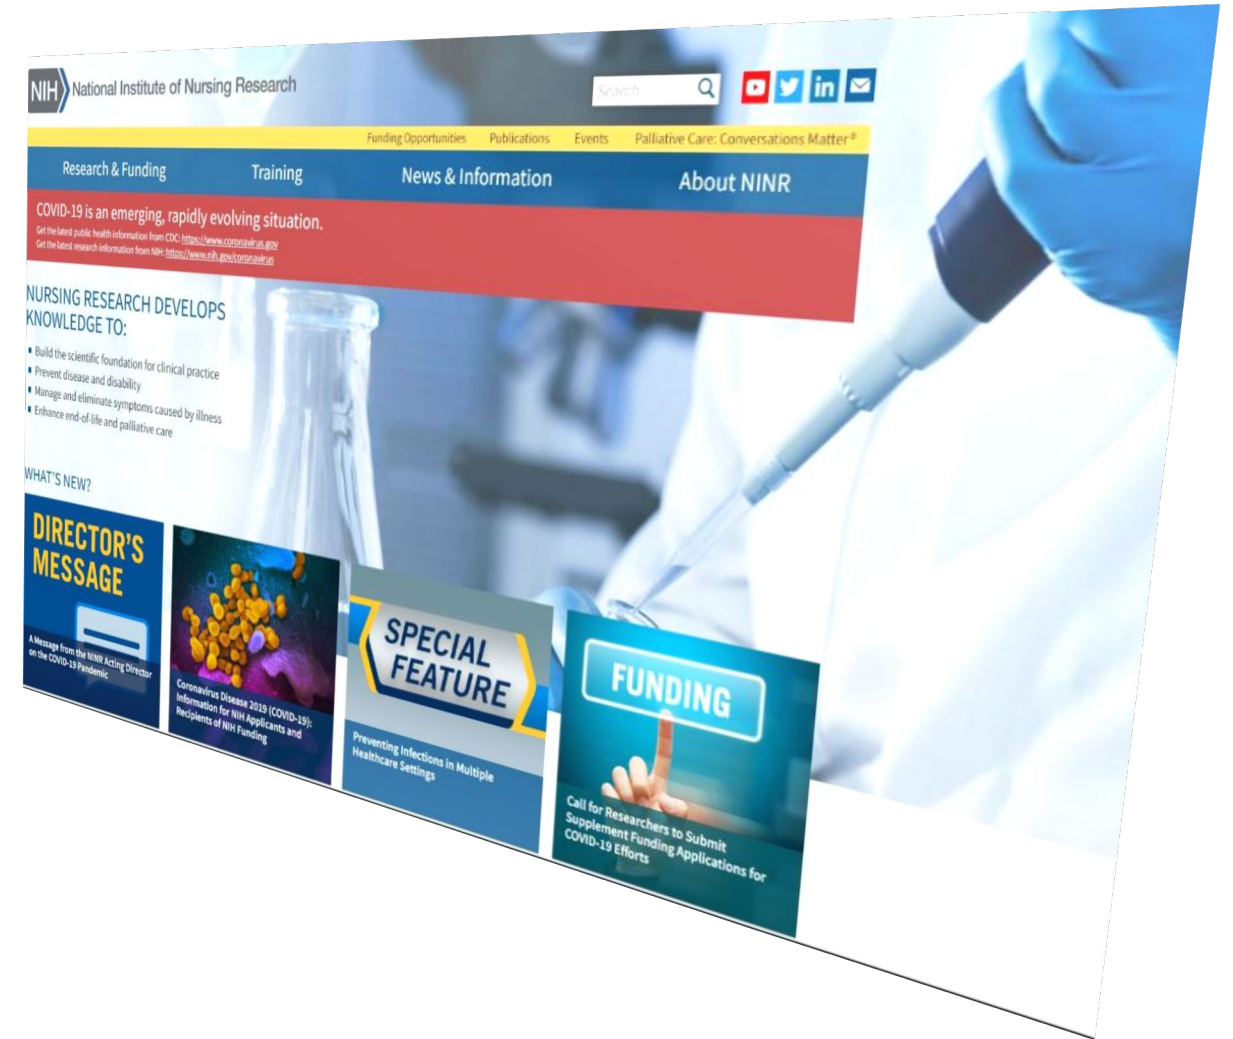 NIH National Institute of Nursing Research
Search
Funding Opportunities Publications Events Palliative Care: Conversations Matter®
Research & Funding Training News & Information About NINR
COVID-19 is an emerging, rapidly evolving situation.
Get the latest public health information from CDC: https://www.coronavirus.gov
Get the latest research information from NIH: https://www.nih.gov/coronavirus
NURSING RESEARCH DEVELOPS
KNOWLEDGE TO:
Build the scientific foundation for clinical practice
Prevent disease and disability
Manage and eliminate symptoms caused by illness
Enhance end-of-life and palliative care
WHAT'S NEW?
DIRECTOR'S
MESSAGE
A Message from the NINR Acting Director
on the COVID-19 Pandemic
Coronavirus Disease 2019 (COVID-19):
Information for NIH Applicants and
Recipients of NIH Funding
SPECIAL
FEATURE
Preventing Infections in Multiple
Healthcare Settings
FUNDING
Call for Researchers to Submit
Supplement Funding Applications for
COVID-19 Efforts